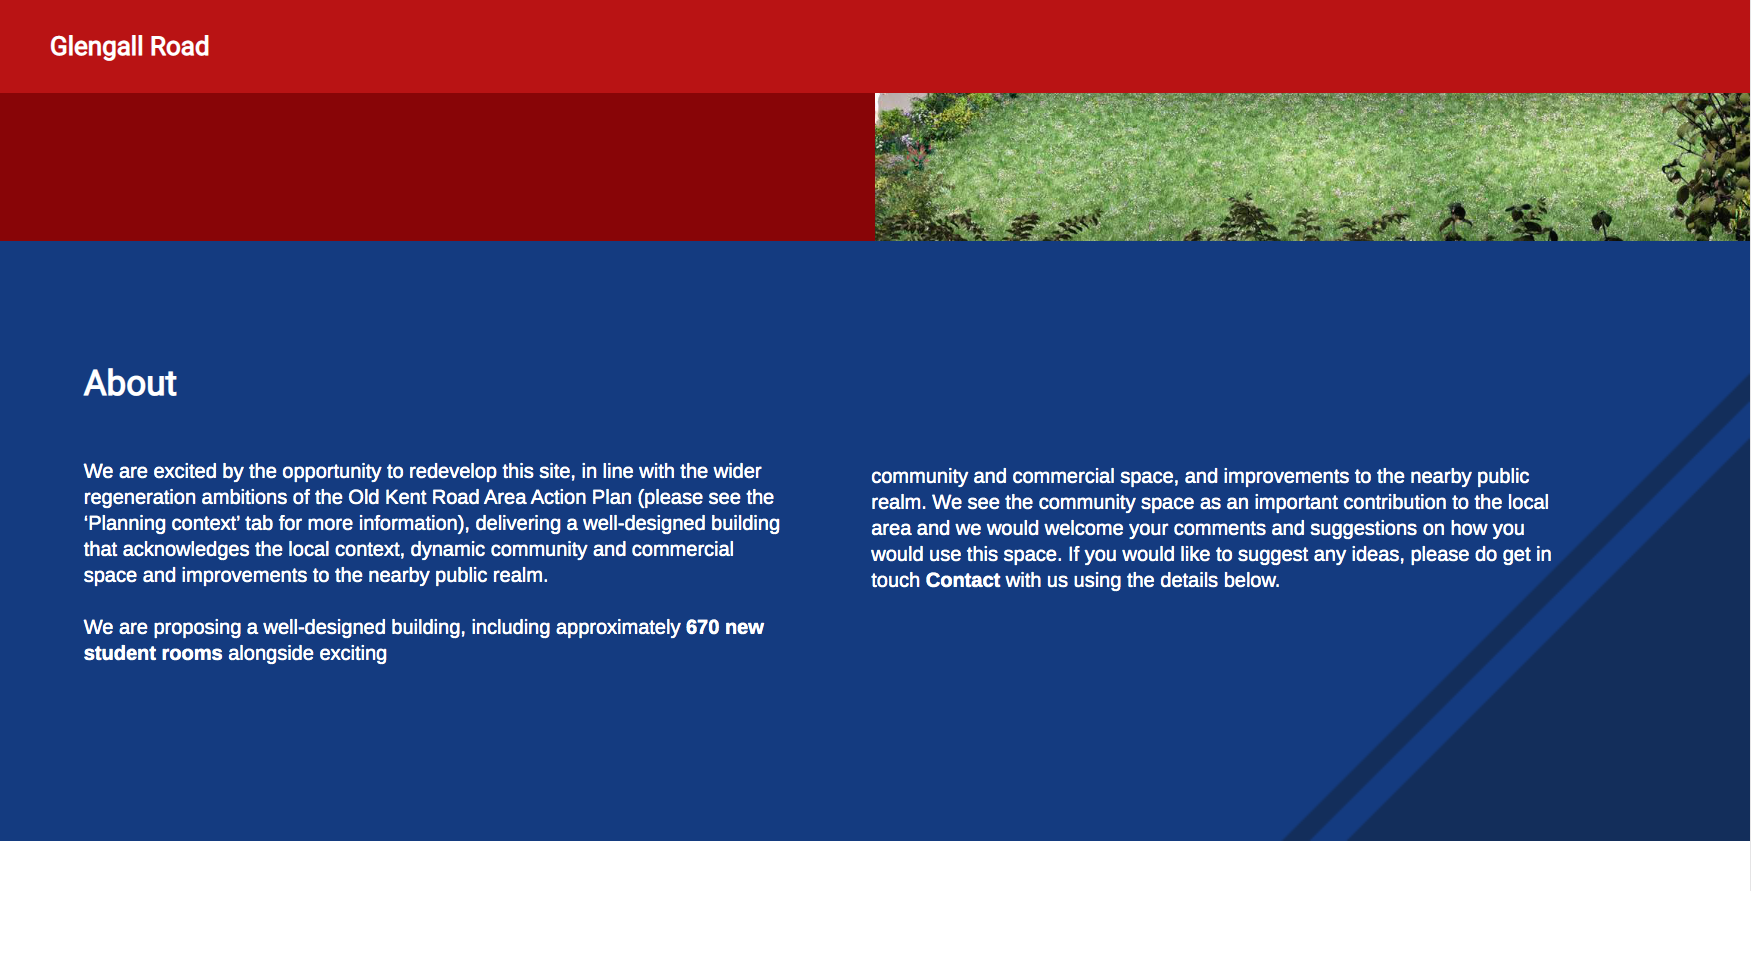 Glengall Road
About
We are excited by the opportunity to redevelop this site, in line with the wider
regeneration ambitions of the Old Kent Road Area Action Plan (please see the
‘Planning context’ tab for more information), delivering a well-designed building
that acknowledges the local context, dynamic community and commercial
space and improvements to the nearby public realm.
We are proposing a well-designed building, including approximately 670 new
student rooms alongside exciting
community and commercial space, and improvements to the nearby public
realm. We see the community space as an important contribution to the local
area and we would welcome your comments and suggestions on how you
would use this space. If you would like to suggest any ideas, please do get in
touch Contact with us using the details below.